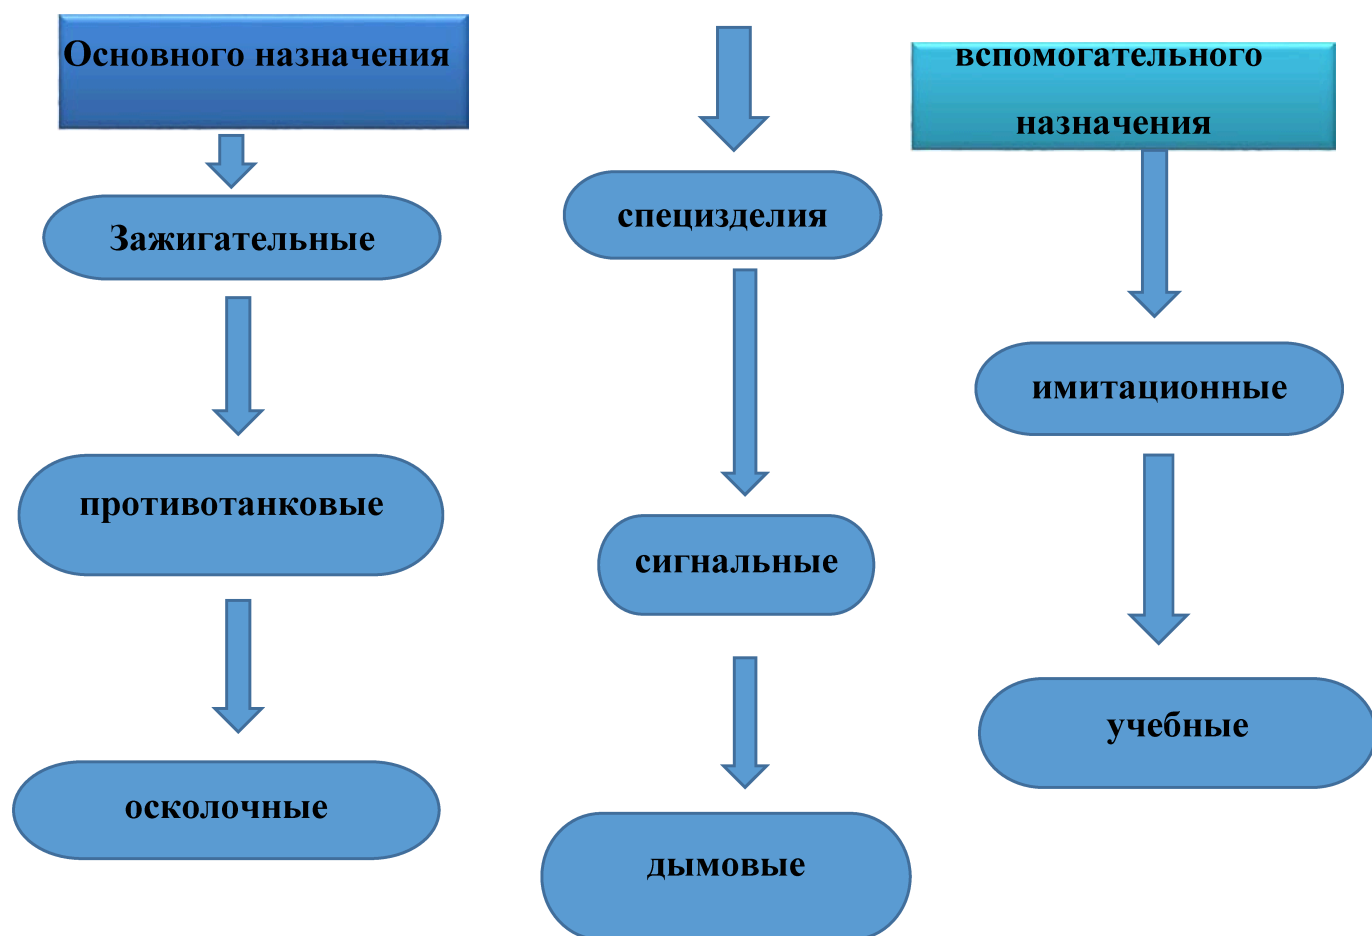 Основного назначения
Зажигательные
противотанковые
осколочные
специзделия
сигнальные
дымовые
вспомогательного
назначения
имитационные
учебные